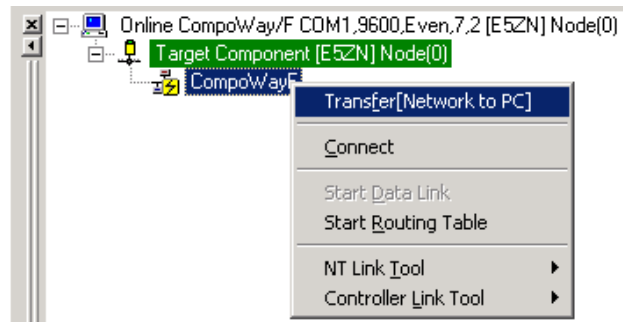 Online CompoWay/F COM1,9600,Even,7,2 [E5ZN] Node(0)
Target Component [E5ZN] Node(0)
CompoWayF
Transfer[Network to PC]
Connect
Start Data Link
Start Routing Table
NT Link Tool
Controller Link Tool